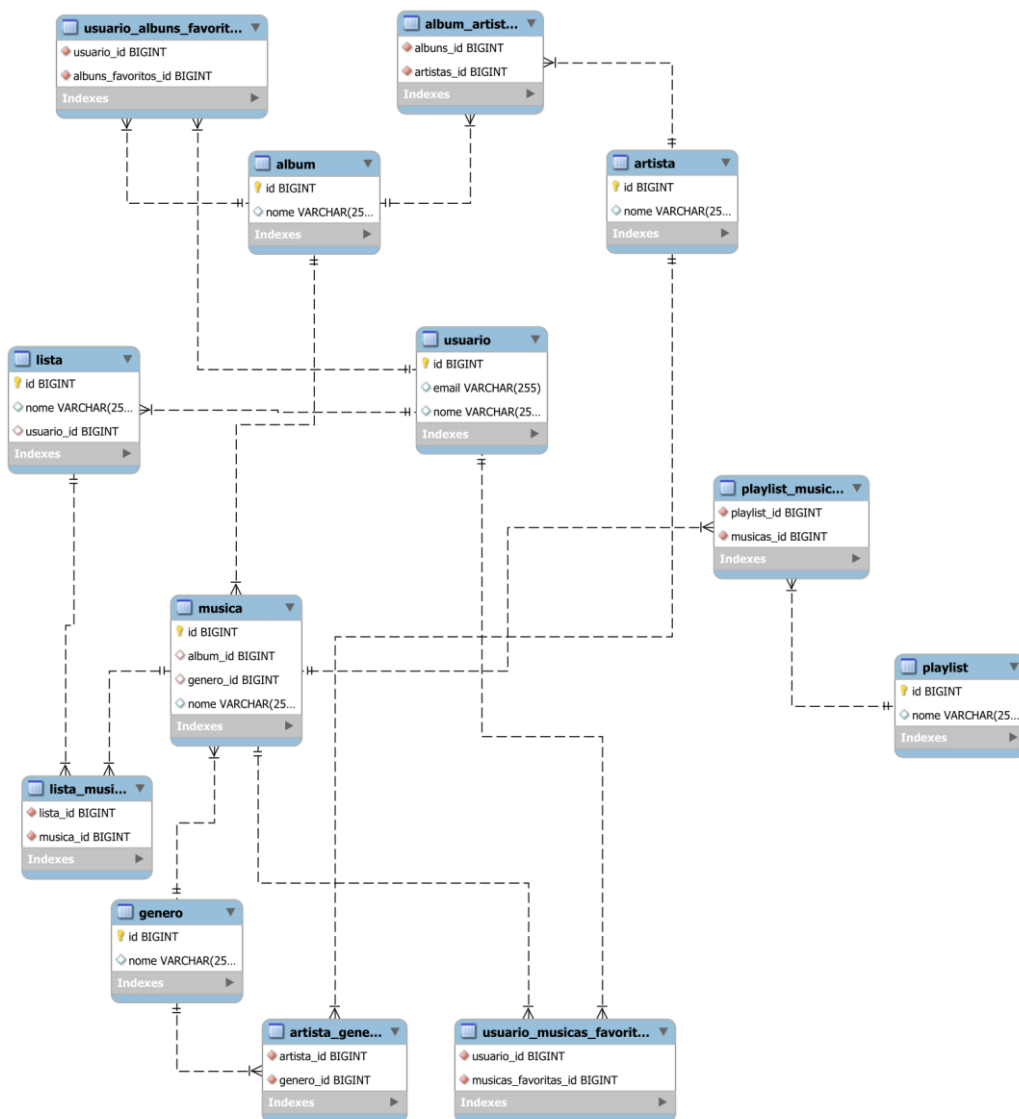 usuario_albuns_favorit...
usuario_id BIGINT
albuns_favoritos_id BIGINT
Indexes
album_artist...
albuns_id BIGINT
artistas_id BIGINT
Indexes
album
id BIGINT
nome VARCHAR(25...
Indexes
artista
id BIGINT
nome VARCHAR(25...
Indexes
usuario
id BIGINT
email VARCHAR(255)
nome VARCHAR(25...
Indexes
lista
id BIGINT
nome VARCHAR(25...
usuario_id BIGINT
Indexes
playlist_music...
playlist_id BIGINT
musicas_id BIGINT
Indexes
musica
id BIGINT
album_id BIGINT
genero_id BIGINT
nome VARCHAR(25...
Indexes
playlist
id BIGINT
nome VARCHAR(25...
Indexes
lista_musi...
lista_id BIGINT
musica_id BIGINT
Indexes
genero
id BIGINT
nome VARCHAR(25...
Indexes
artista_gene...
artista_id BIGINT
genero_id BIGINT
Indexes
usuario_musicas_favorit...
usuario_id BIGINT
musicas_favoritas_id BIGINT
Indexes